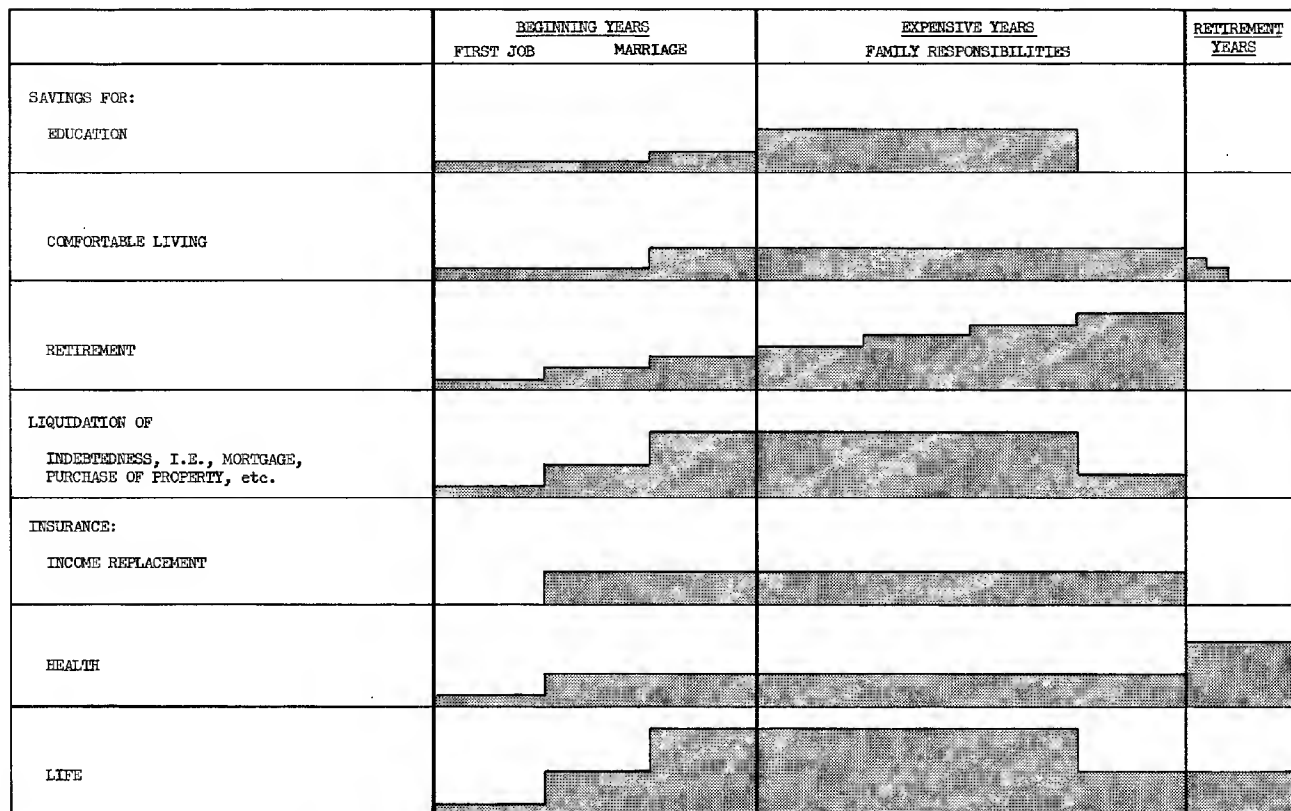 BEGINNING YEARS
FIRST JOB MARRIAGE
EXPENSIVE YEARS
FAMILY RESPONSIBILITIES
RETIREMENT
YEARS
SAVINGS FOR:
EDUCATION
COMFORTABLE LIVING
RETIREMENT
LIQUIDATION OF
INDEBTEDNESS, I.E., MORTGAGE,
PURCHASE OF PROPERTY, etc.
INSURANCE:
INCOME REPLACEMENT
HEALTH
LIFE